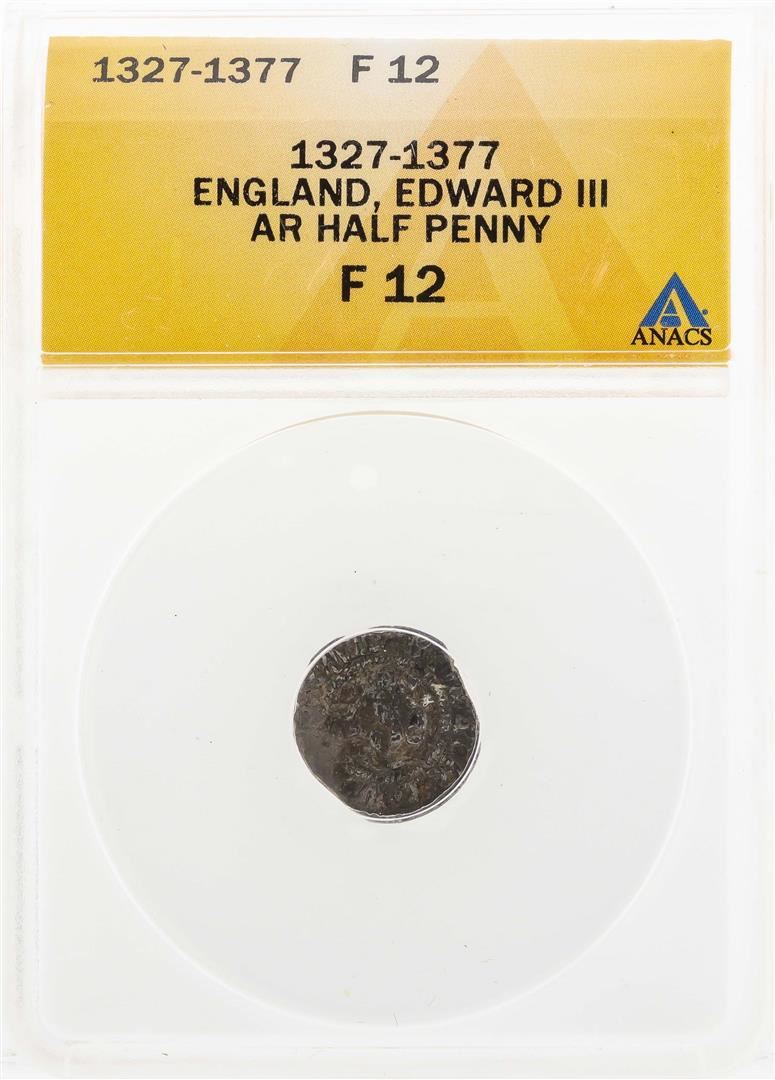 1327-1377 F 12
1327-1377
ENGLAND, EDWARD III
AR HALF PENNY
F 12
ANACS